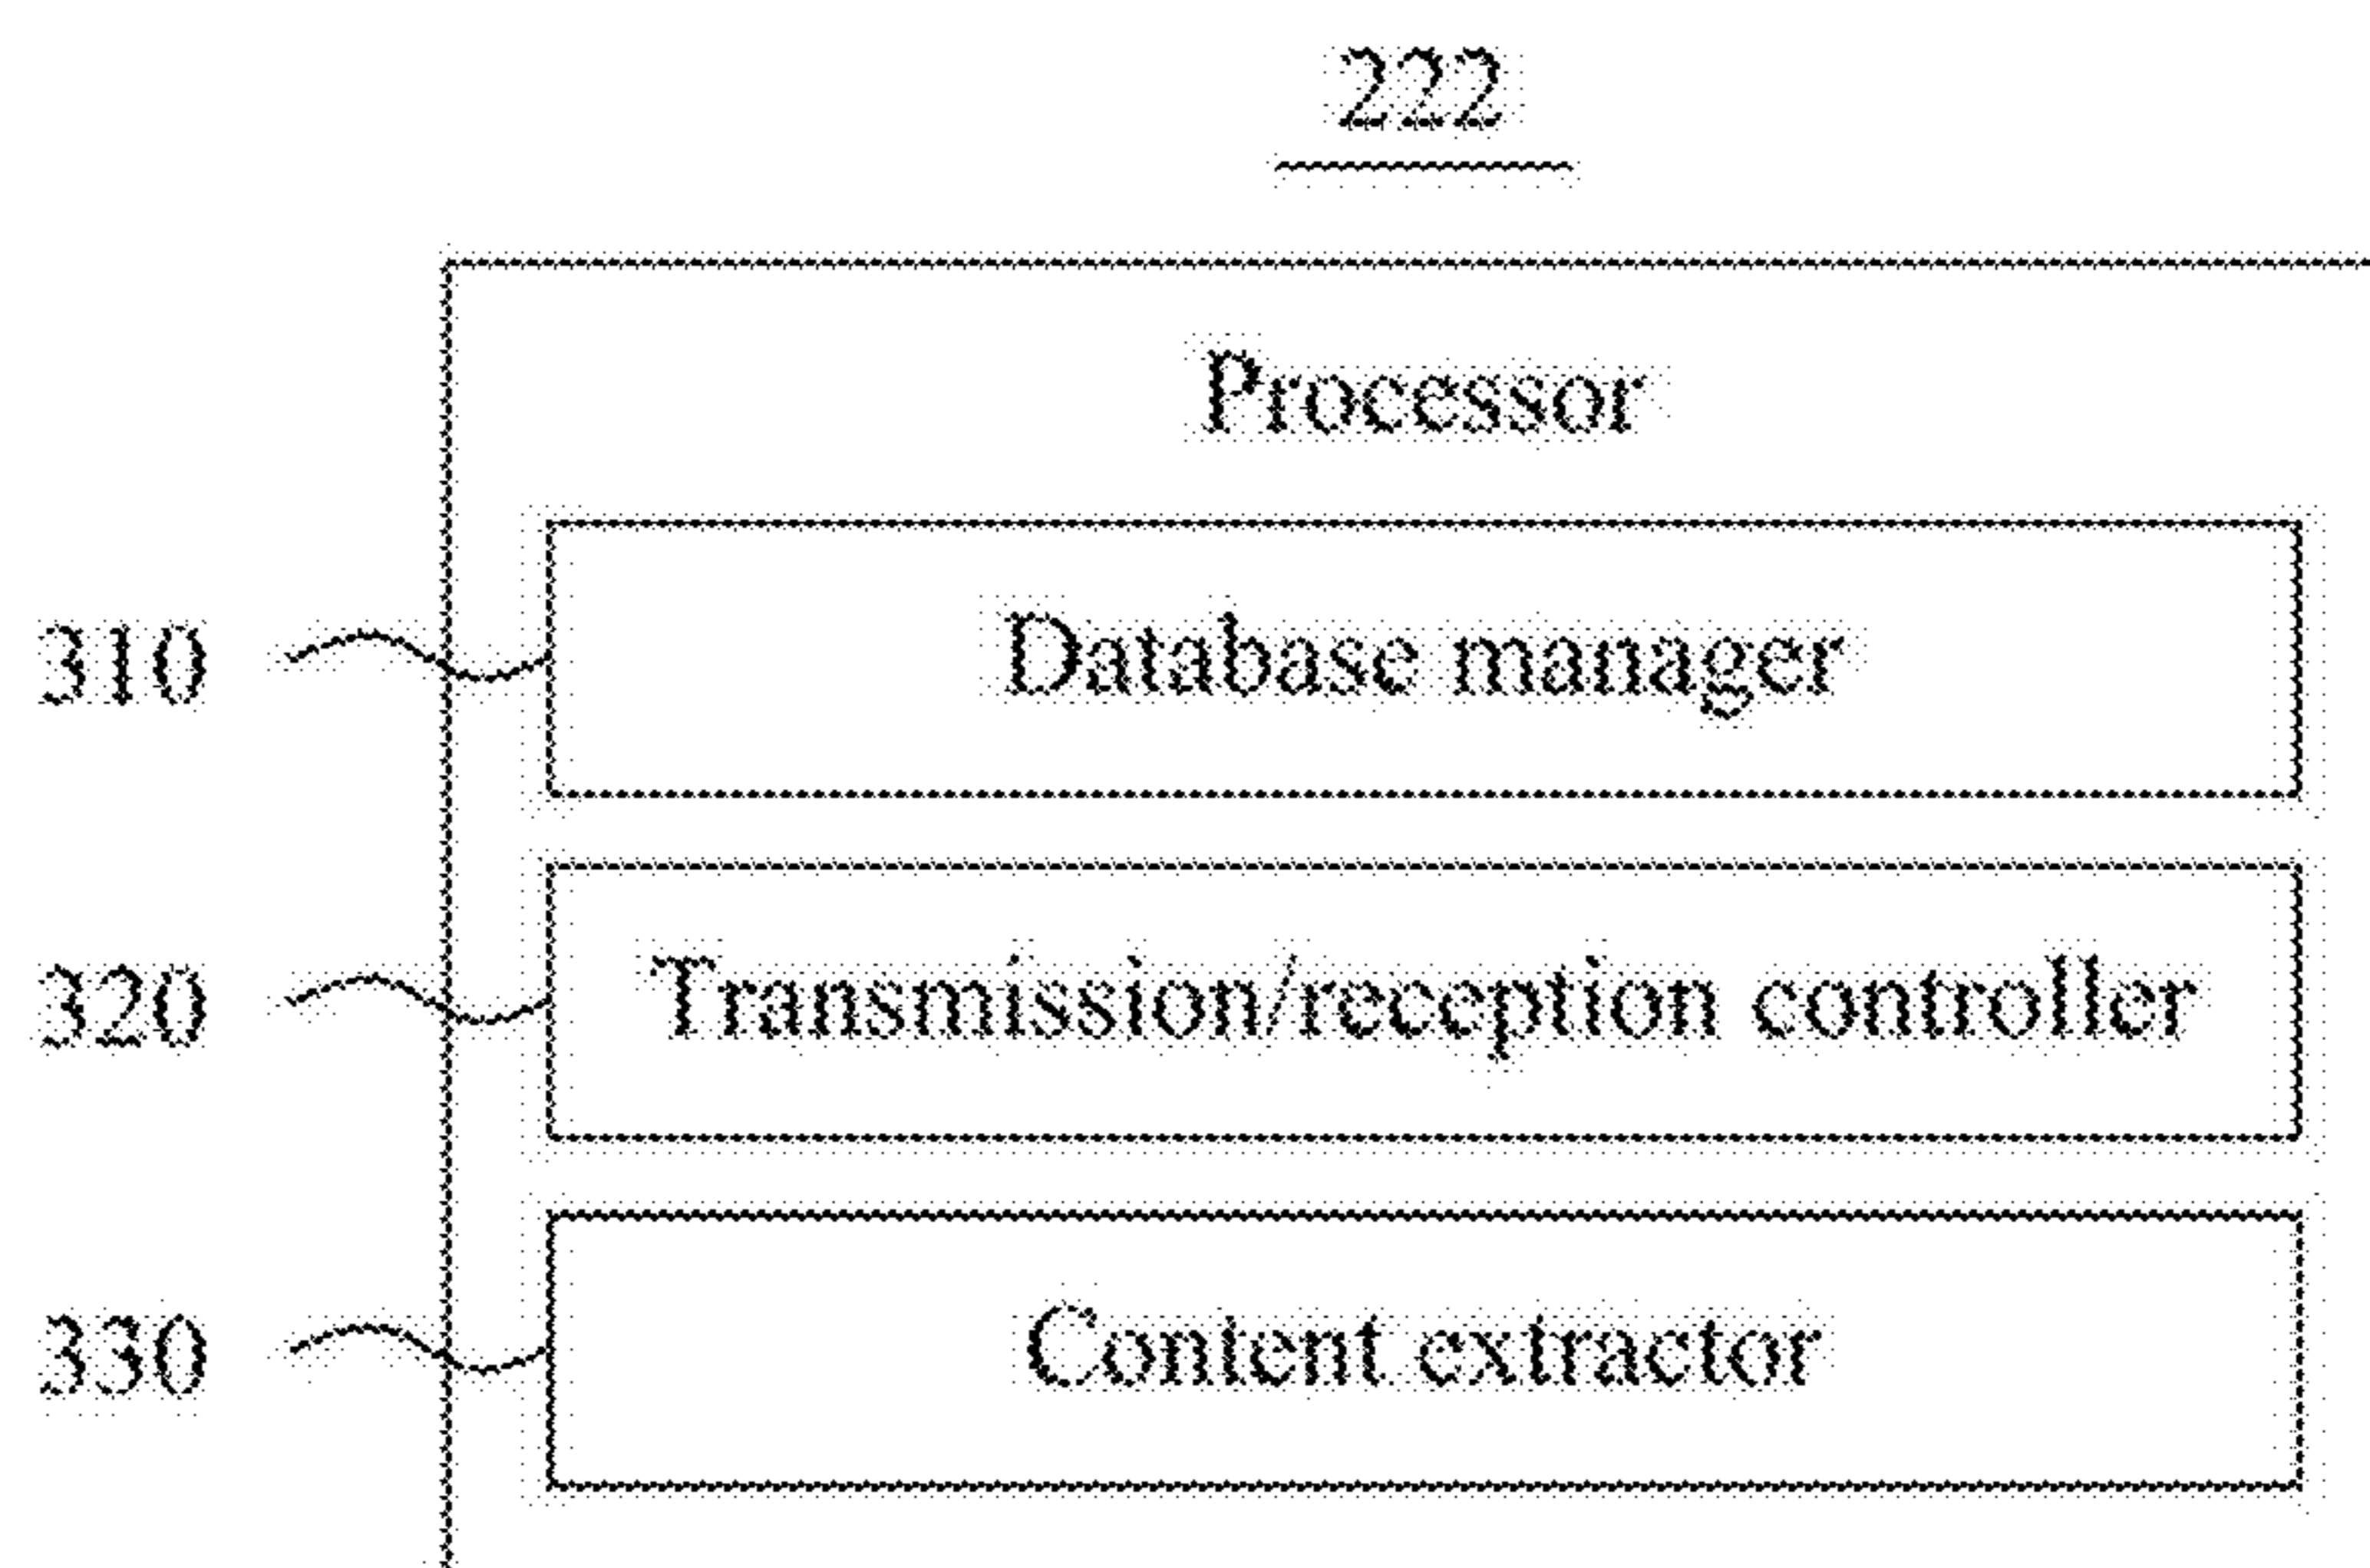 222
Processor
310 Database manager
320 Transmission/reception controller
330 Content extractor